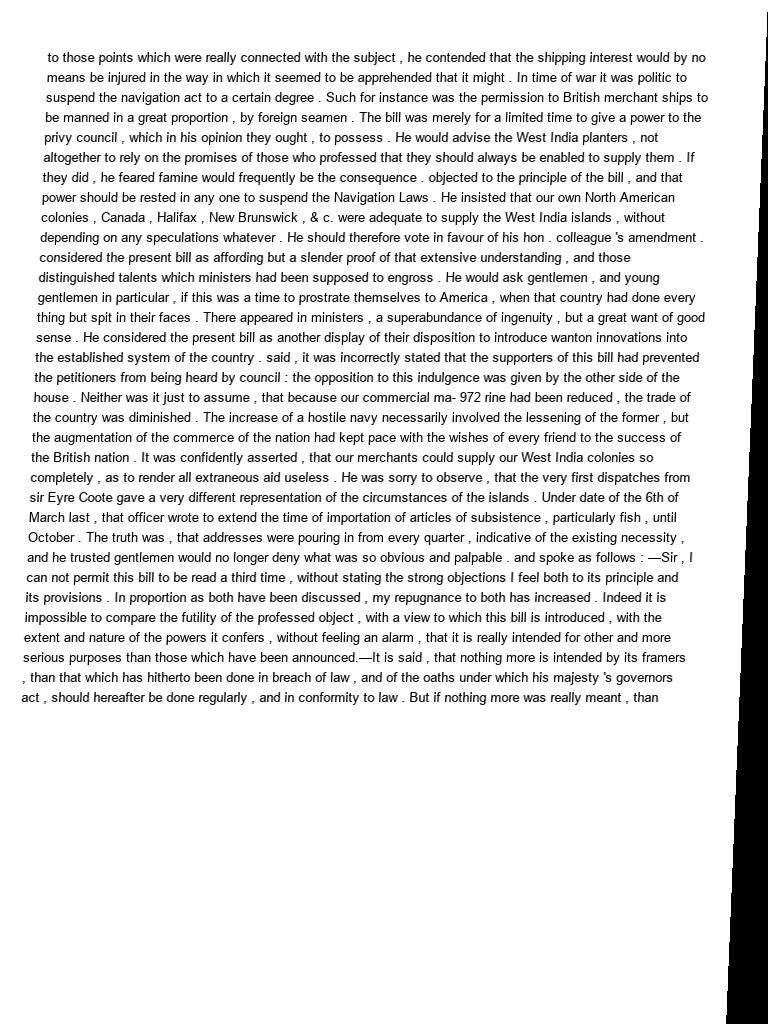 to those points which were really connected with the subject , he contended that the shipping interest would by no
means be injured in the way in which it seemed to be apprehended that it might . In time of war it was politic to
suspend the navigation act to a certain degree . Such for instance was the permission to British merchant ships to
be manned in a great proportion , by foreign seamen . The bill was merely for a limited time to give a power to the
privy council , which in his opinion they ought , to possess . He would advise the West India planters , not
altogether to rely on the promises of those who professed that they should always be enabled to supply them . If
they did , he feared famine would frequently be the consequence . objected to the principle of the bill , and that
power should be rested in any one to suspend the Navigation Laws . He insisted that our own North American
colonies , Canada , Halifax , New Brunswick , & c. were adequate to supply the West India islands , without
depending on any speculations whatever . He should therefore vote in favour of his hon . colleague 's amendment .
considered the present bill as affording but a slender proof of that extensive understanding , and those
distinguished talents which ministers had been supposed to engross . He would ask gentlemen , and young
gentlemen in particular , if this was a time to prostrate themselves to America , when that country had done every
thing but spit in their faces . There appeared in ministers , a superabundance of ingenuity , but a great want of good
sense . He considered the present bill as another display of their disposition to introduce wanton innovations into
the established system of the country . said , it was incorrectly stated that the supporters of this bill had prevented
the petitioners from being heard by council : the opposition to this indulgence was given by the other side of the
house . Neither was it just to assume , that because our commercial ma- 972 rine had been reduced , the trade of
the country was diminished . The increase of a hostile navy necessarily involved the lessening of the former , but
the augmentation of the commerce of the nation had kept pace with the wishes of every friend to the success of
the British nation . It was confidently asserted , that our merchants could supply our West India colonies so
completely , as to render all extraneous aid useless . He was sorry to observe , that the very first dispatches from
sir Eyre Coote gave a very different representation of the circumstances of the islands . Under date of the 6th of
March last , that officer wrote to extend the time of importation of articles of subsistence , particularly fish , until
October . The truth was , that addresses were pouring in from every quarter , indicative of the existing necessity ,
and he trusted gentlemen would no longer deny what was so obvious and palpable . and spoke as follows : —Sir , I
can not permit this bill to be read a third time , without stating the strong objections I feel both to its principle and
its provisions . In proportion as both have been discussed , my repugnance to both has increased . Indeed it is
impossible to compare the futility of the professed object , with a view to which this bill is introduced , with the
extent and nature of the powers it confers , without feeling an alarm , that it is really intended for other and more
serious purposes than those which have been announced.—It is said , that nothing more is intended by its framers
, than that which has hitherto been done in breach of law , and of the oaths under which his majesty 's governors
act , should hereafter be done regularly , and in conformity to law . But if nothing more was really meant , than